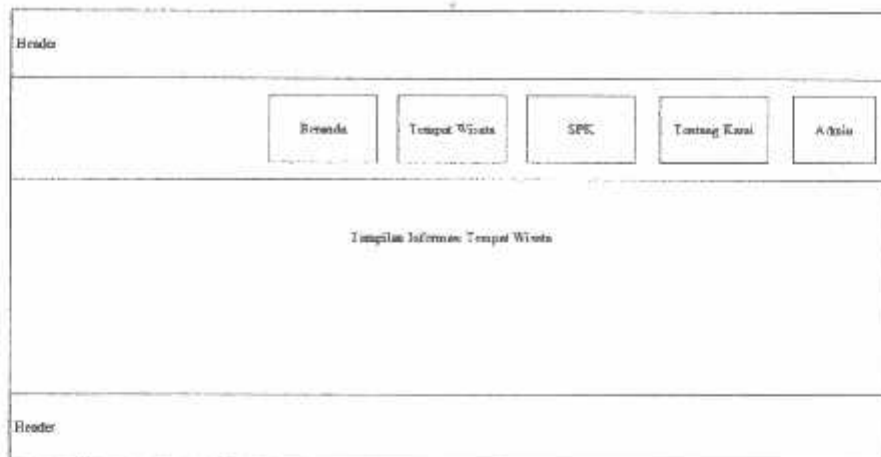 Header
Beranda
Tempat Wisata
SPK
Tentang Kami
Admin
Tampilan Informasi Tempat Wisata
Header